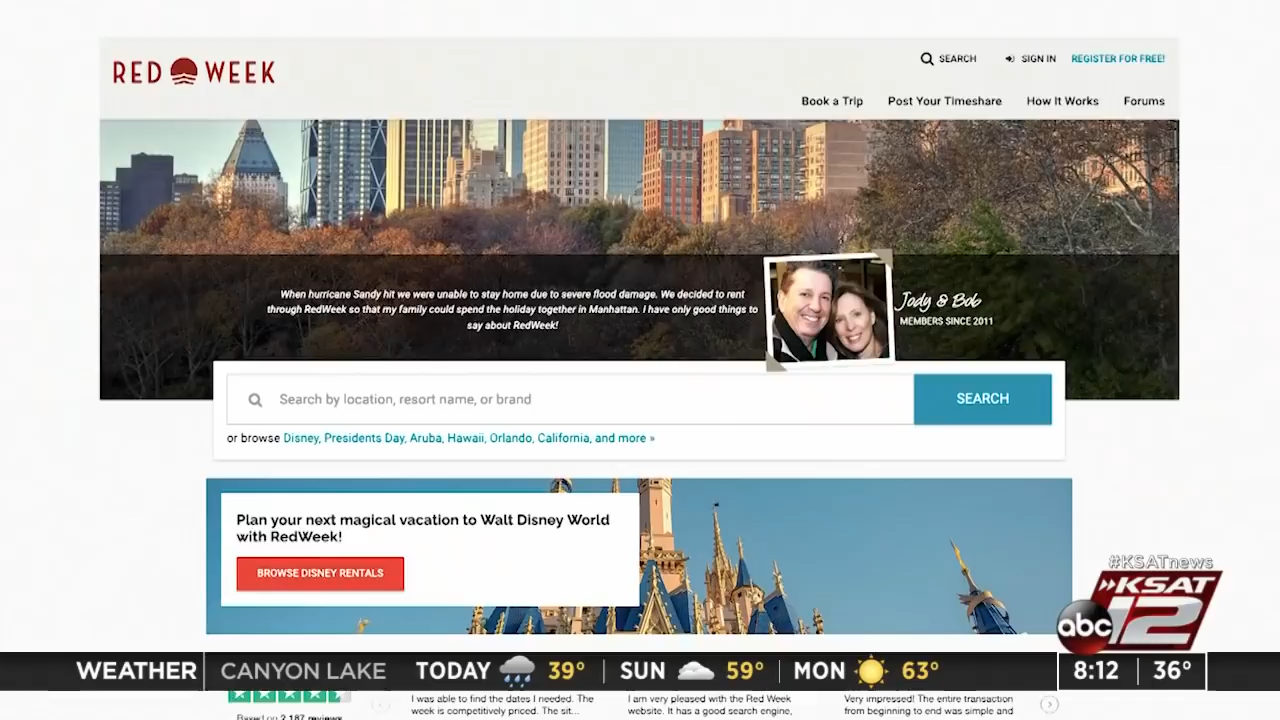 RED WEEK
SEARCH
SIGN IN
REGISTER FOR FREE!
Book a Trip
Post Your Timeshare
How It Works
Forums
When hurricane Sandy hit we were unable to stay home due to severe flood damage. We decided to rent
through RedWeek so that my family could spend the holiday together in Manhattan. I have only good things to
say about RedWeek!
Jody & Bob
MEMBERS SINCE 2011
Search by location, resort name, or brand
SEARCH
or browse Disney, Presidents Day, Aruba, Hawaii, Orlando, California, and more »
Plan your next magical vacation to Walt Disney World
with RedWeek!
BROWSE DISNEY RENTALS
#KSATnews
KSAT
abc 12
WEATHER CANYON LAKE TODAY 39° SUN 59° MON 63° 8:12 36°
Based on 2,187 reviews
I was able to find the dates I needed. The
week is competitively priced. The sit...
I am very pleased with the Red Week
website. It has a good search engine,
Very impressed! The entire transaction
from beginning to end was simple and